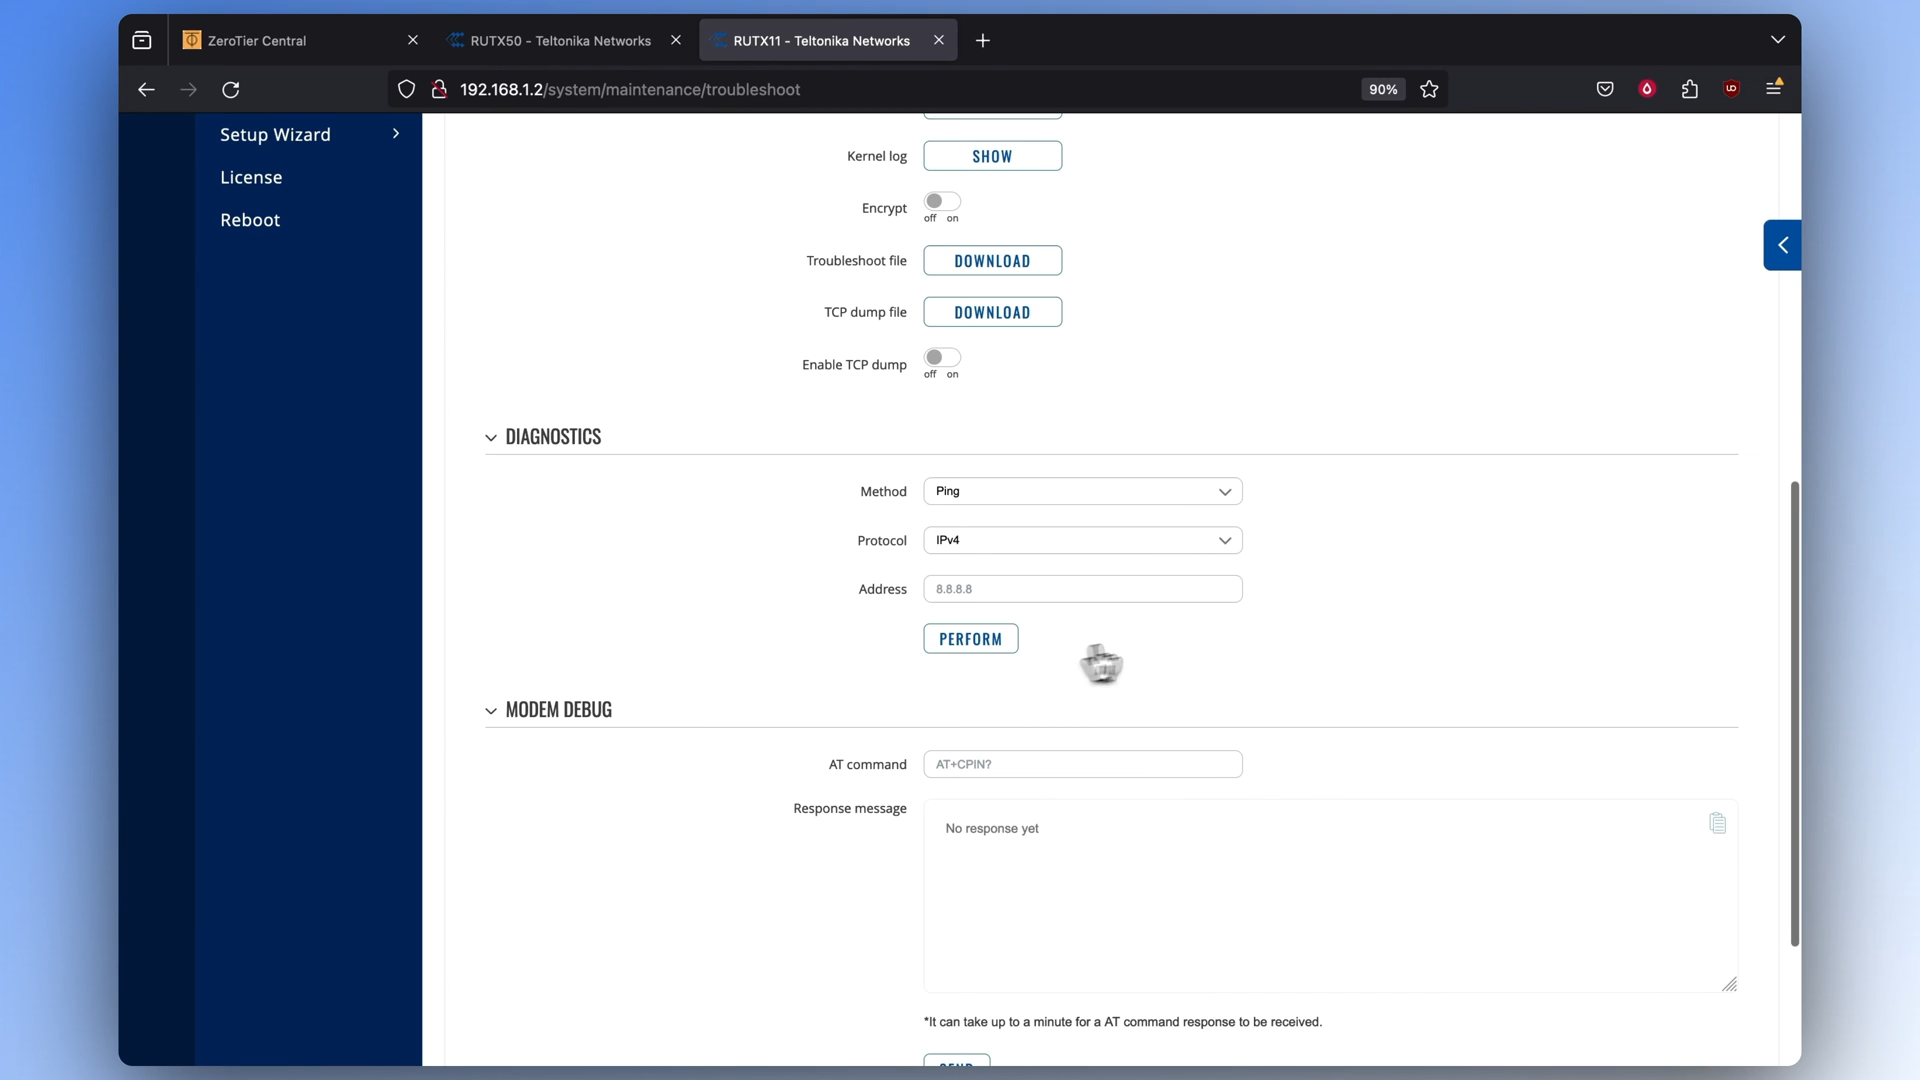 ZeroTier Central
RUTX50 - Teltonika Networks
RUTX11 - Teltonika Networks
192.168.1.2/system/maintenance/troubleshoot
90%
Setup Wizard
License
Reboot
Kernel log SHOW
Encrypt
off on
Troubleshoot file DOWNLOAD
TCP dump file DOWNLOAD
Enable TCP dump
off on
DIAGNOSTICS
Method Ping
Protocol IPv4
Address 8.8.8.8
PERFORM
MODEM DEBUG
AT command AT+CPIN?
Response message
No response yet
*It can take up to a minute for a AT command response to be received.
SEND